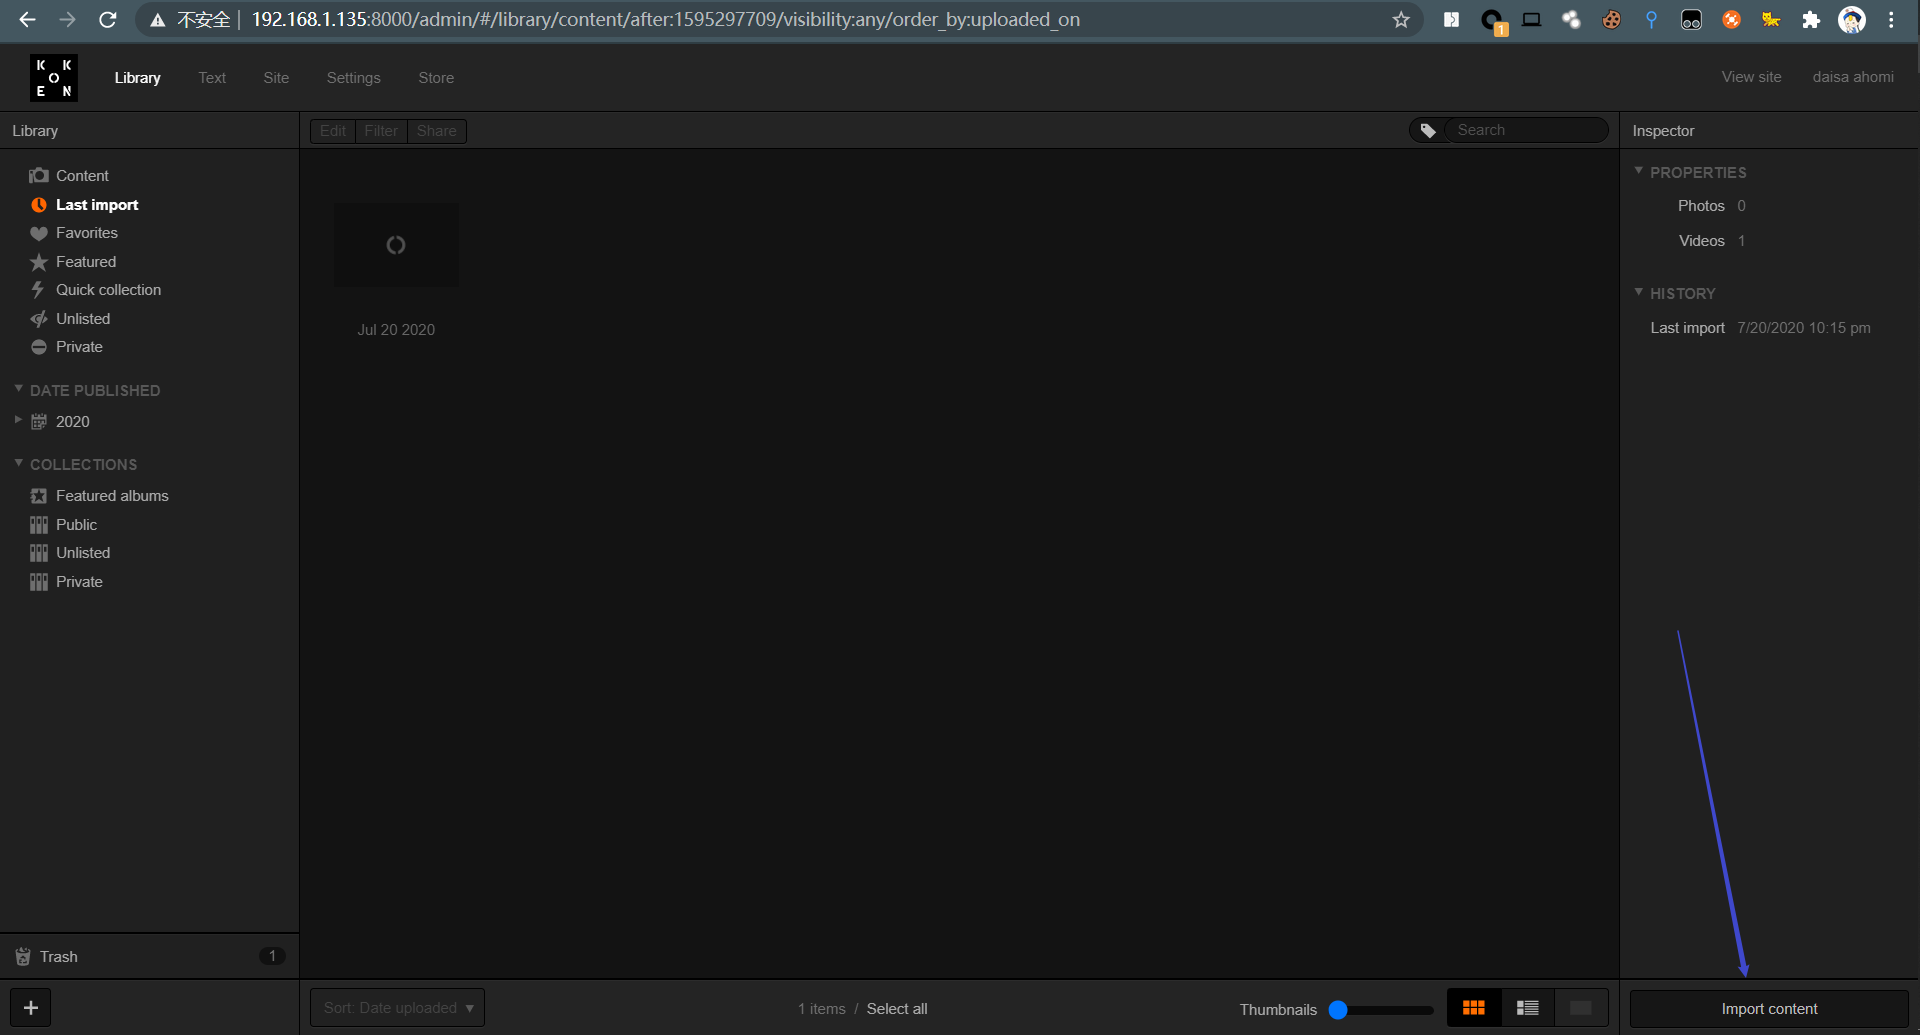 不安全 192.168.1.135:8000/admin/#/library/content/after:1595297709/visibility:any/order_by:uploaded_on
1
K K
O
E N
Library Text Site Settings Store
View site daisa ahomi
Library
Edit Filter Share
Search
Inspector
Content
Last import
Favorites
Featured
Quick collection
Unlisted
Private
DATE PUBLISHED
2020
COLLECTIONS
Featured albums
Public
Unlisted
Private
Trash 1
+
Jul 20 2020
PROPERTIES
Photos 0
Videos 1
HISTORY
Last import 7/20/2020 10:15 pm
Sort: Date uploaded
1 items / Select all
Thumbnails
Import content